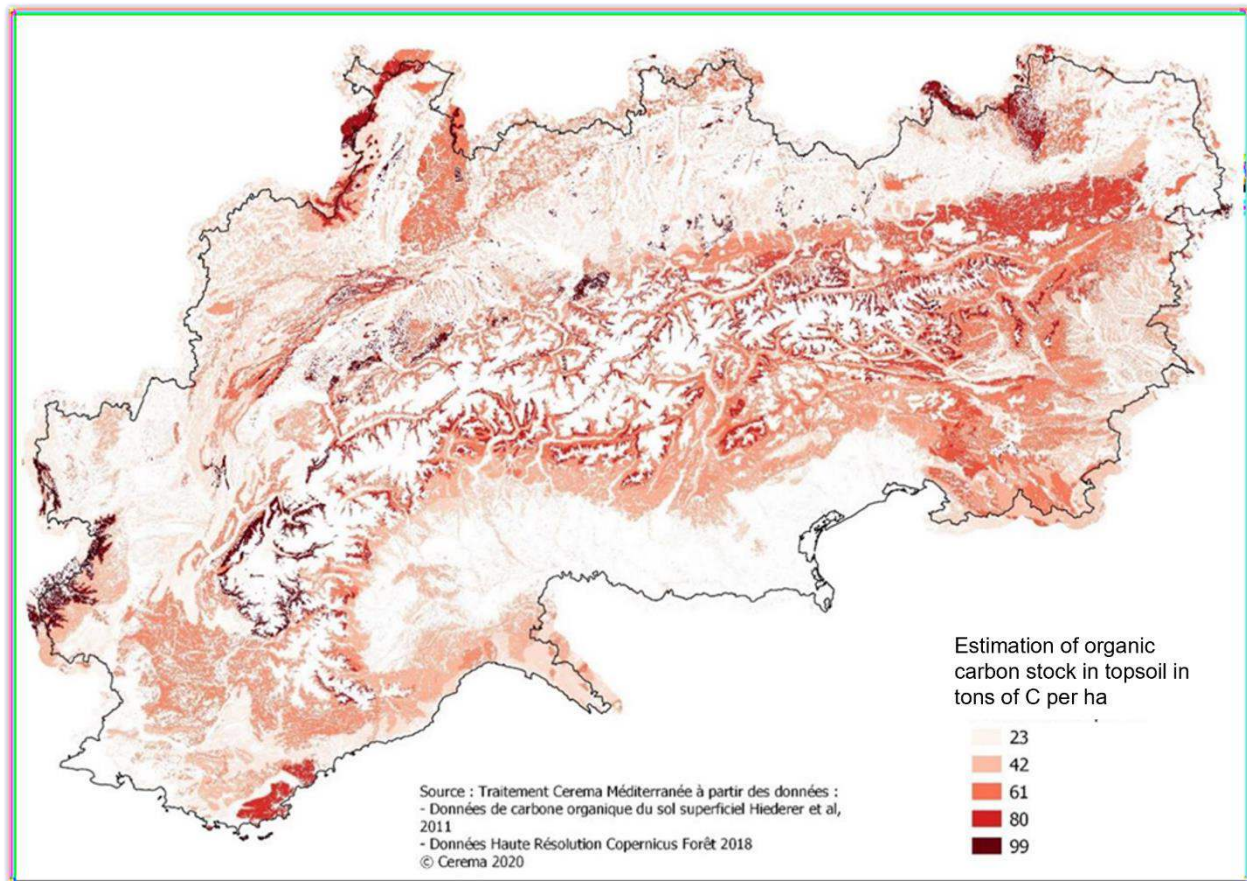 Estimation of organic
carbon stock in topsoil in
tons of C per ha
23
42
61
80
99
Source : Traitement Cerema Méditerranée à partir des données :
- Données de carbone organique du sol superficiel Hiederer et al,
2011
- Données Haute Résolution Copernicus Forêt 2018
© Cerema 2020